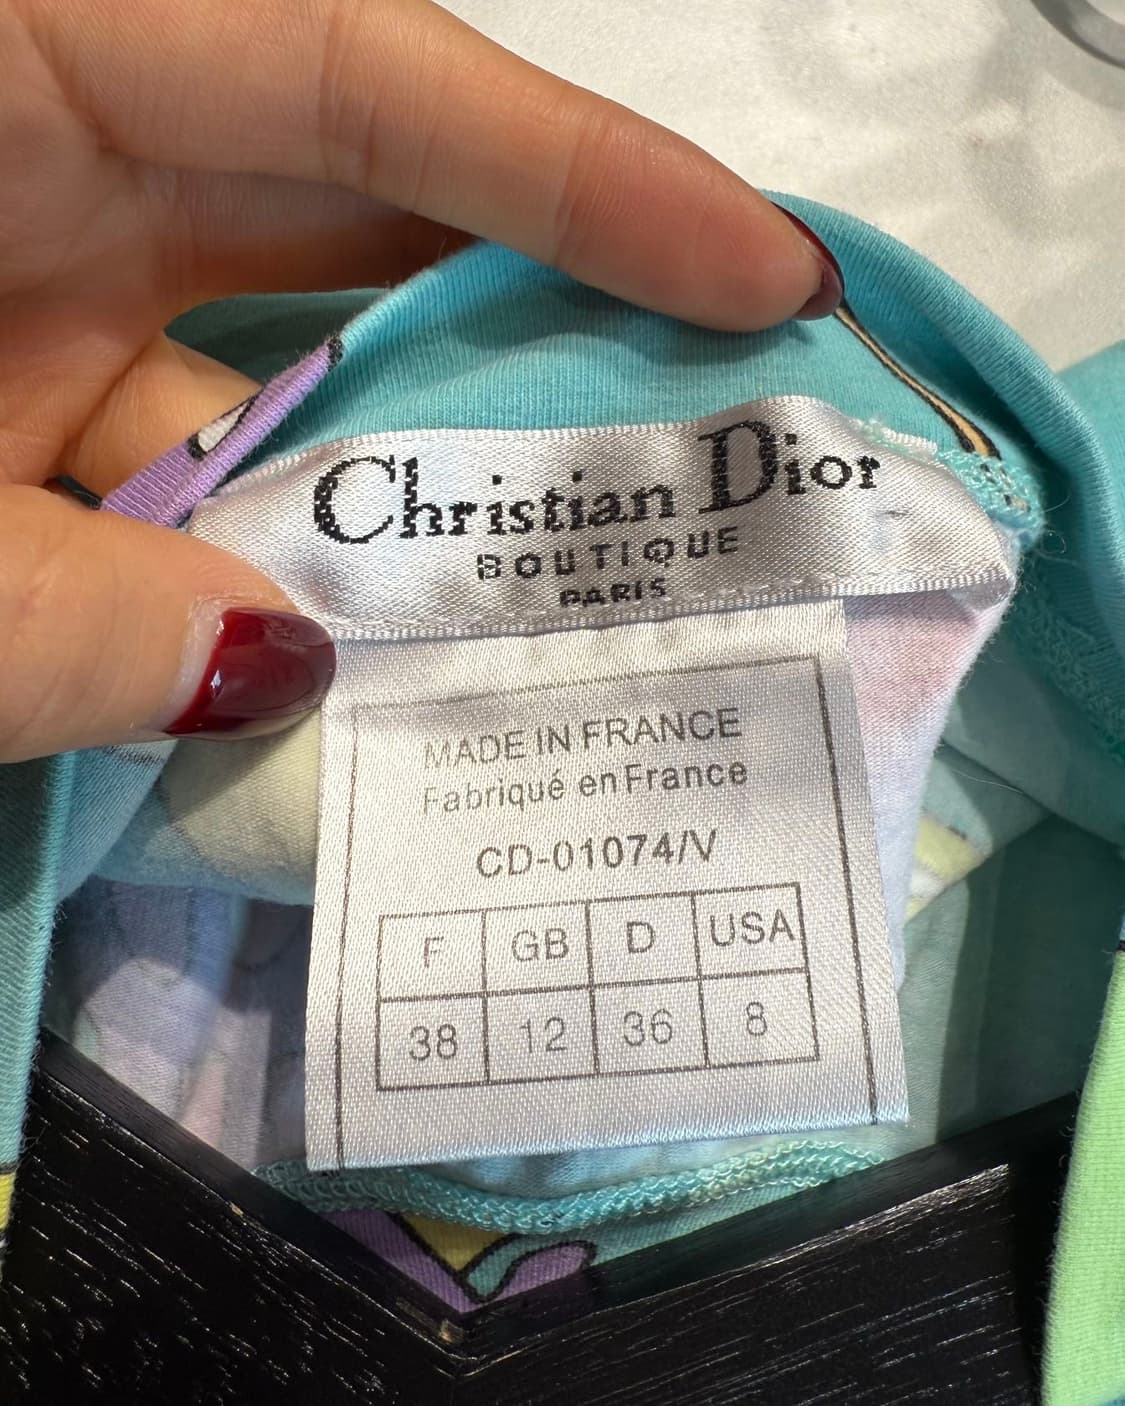 Christian Dior
BOUTIQUE
PARIS
MADE IN FRANCE
Fabriqué en France
CD-01074/V
F GB D USA
38 12 36 8